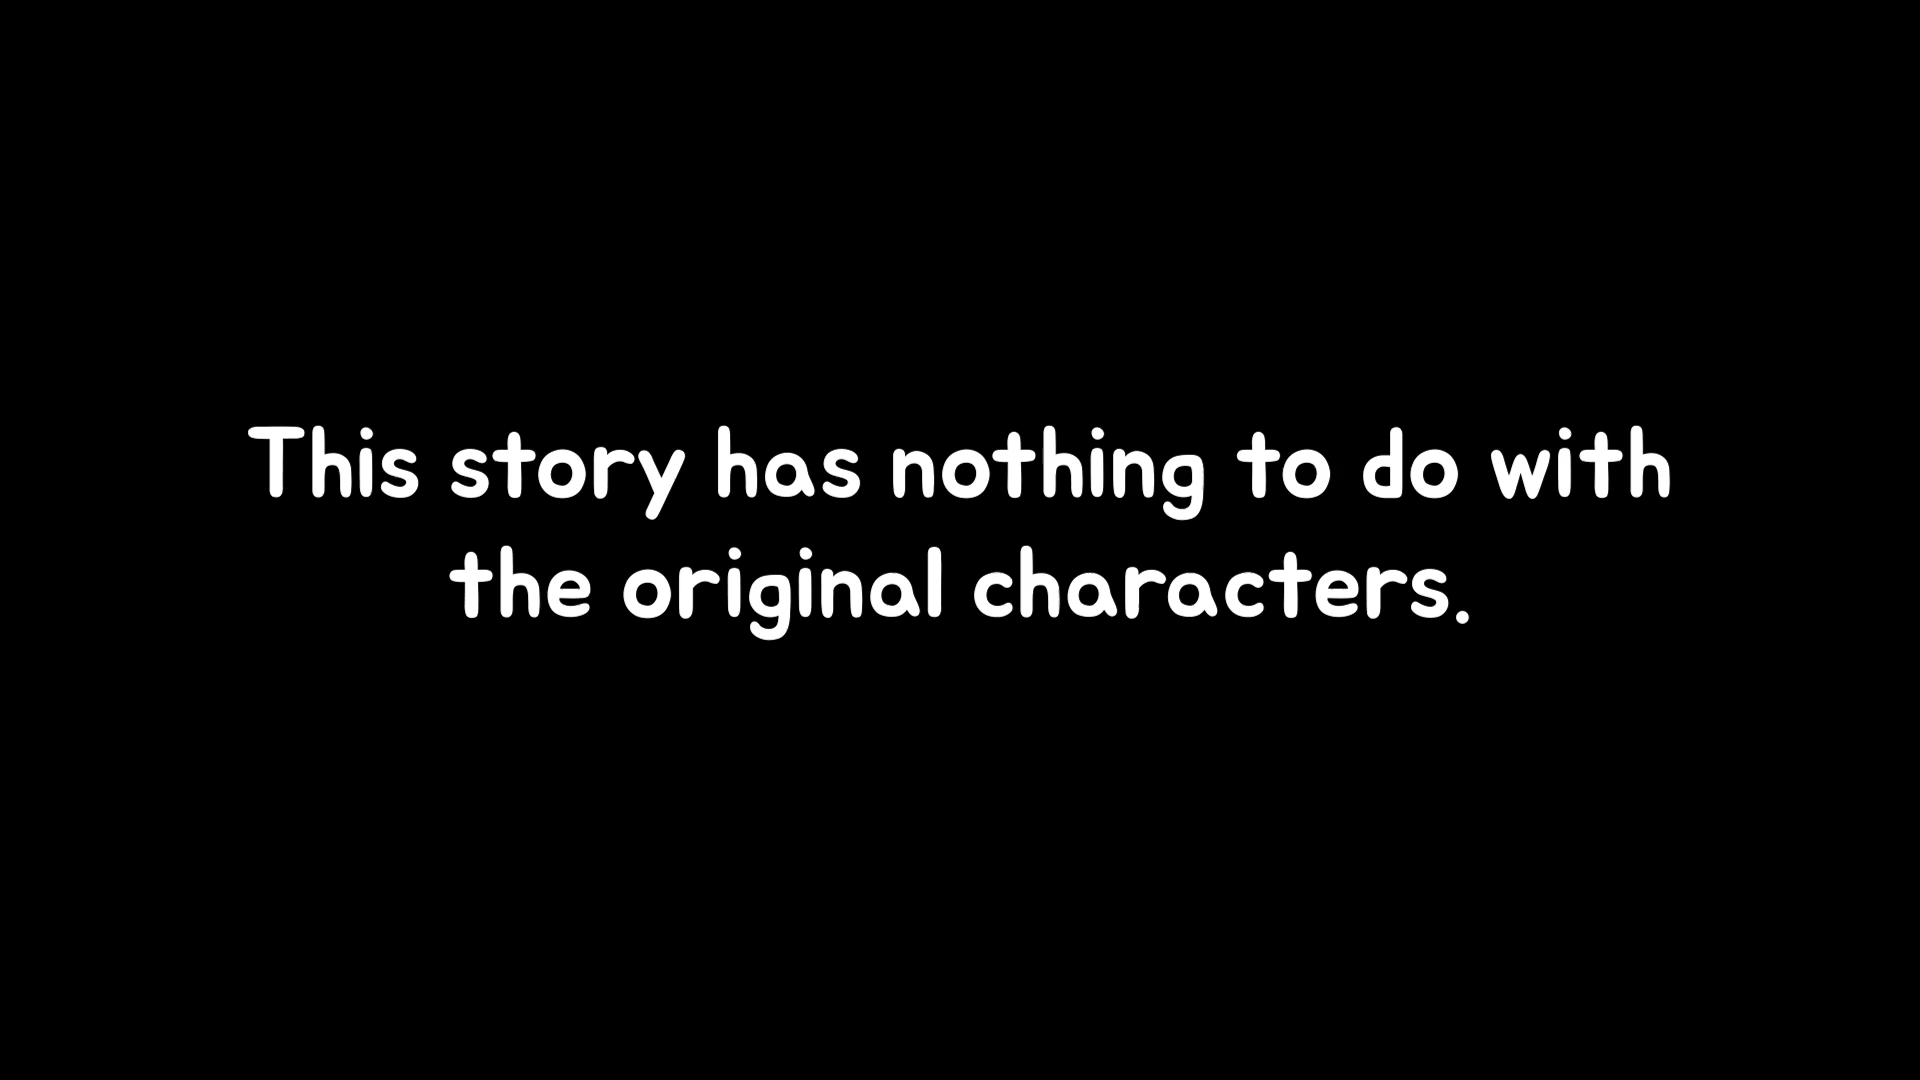 This story has nothing to do with
the original characters.